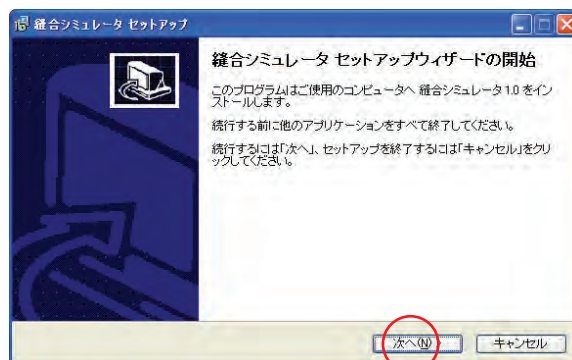 縫合シミュレータ セットアップ
縫合シミュレータ セットアップウィザードの開始
このプログラムはご使用のコンピュータへ 縫合シミュレータ1.0 をイン
ストールします。
続行する前に他のアプリケーションをすべて終了してください。
続行するには「次へ」、セットアップを終了するには「キャンセル」をクリ
ックしてください。
次へ(N)
キャンセル